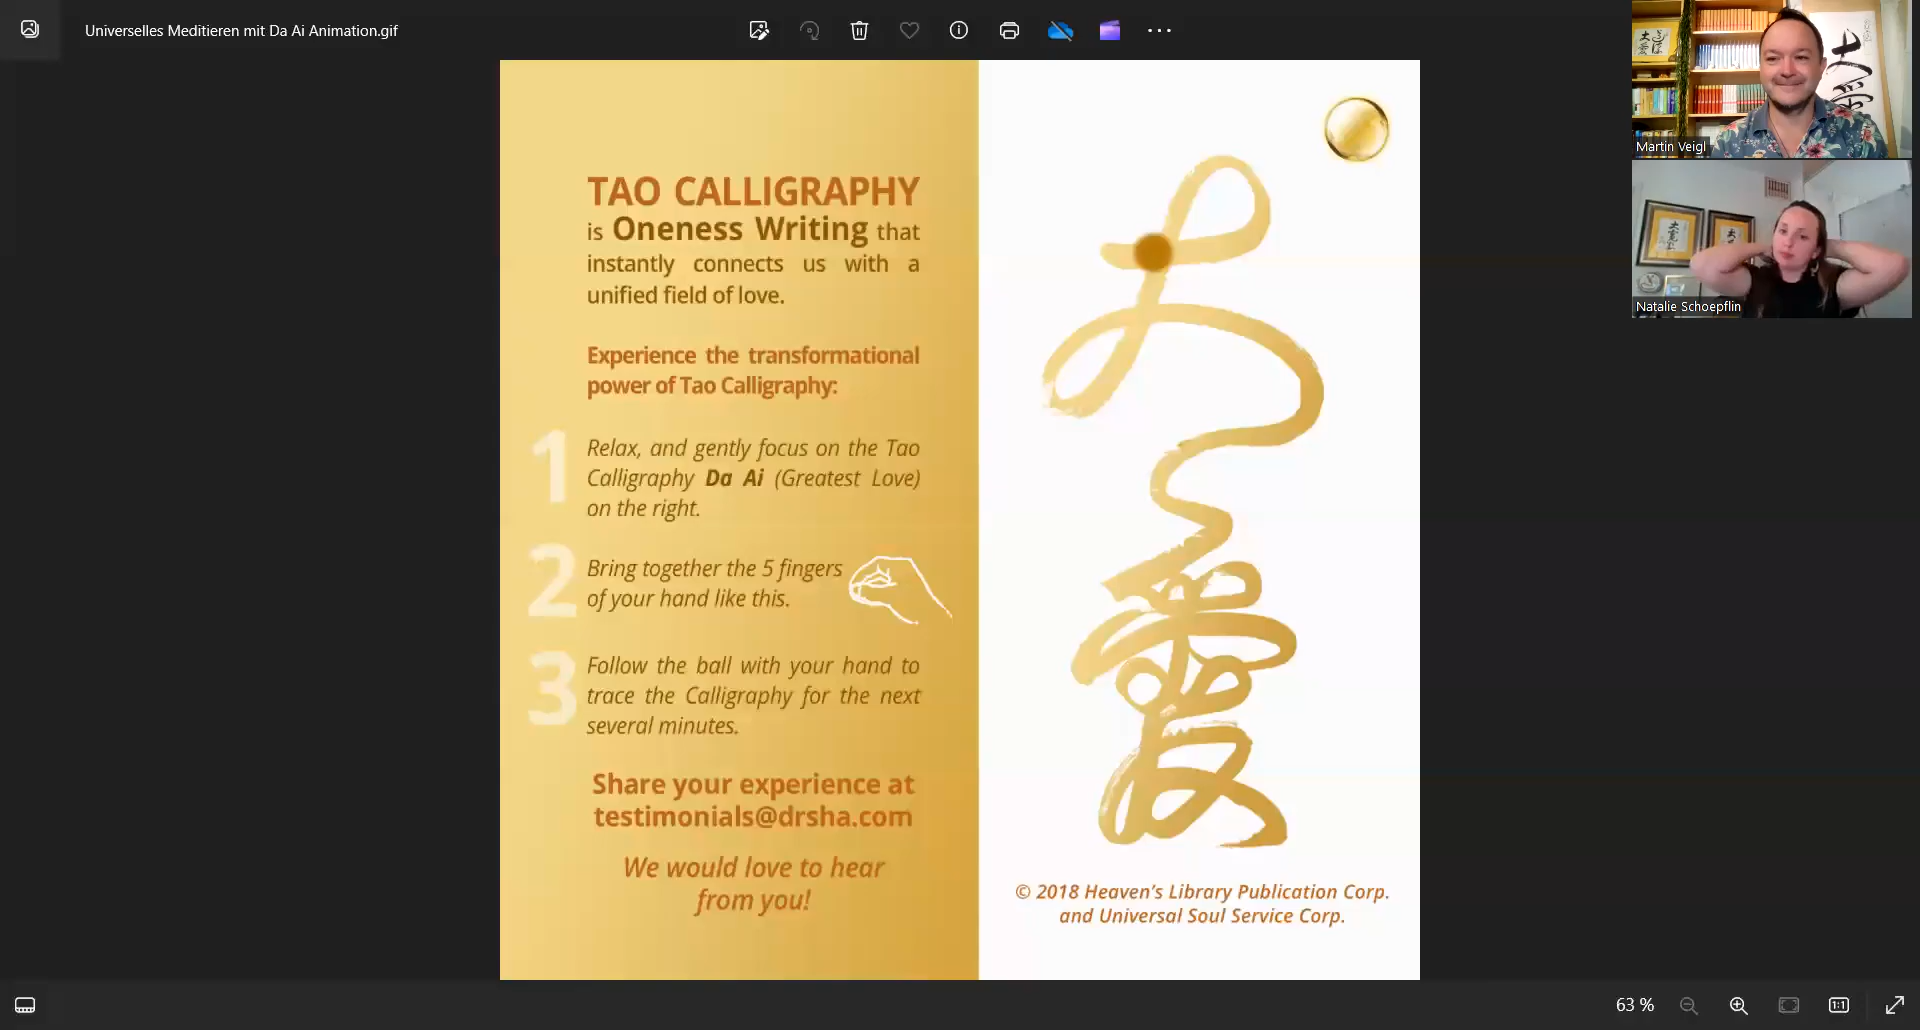 Universelles Meditieren mit Da Ai Animation.gif
TAO CALLIGRAPHY
is Oneness Writing that
instantly connects us with a
unified field of love.
Experience the transformational
power of Tao Calligraphy:
1
Relax, and gently focus on the Tao
Calligraphy Da Ai (Greatest Love)
on the right.
2
Bring together the 5 fingers
of your hand like this.
3
Follow the ball with your hand to
trace the Calligraphy for the next
several minutes.
Share your experience at
testimonials@drsha.com
We would love to hear
from you!
© 2018 Heaven's Library Publication Corp.
and Universal Soul Service Corp.
Martin Veigl
Natalie Schoepflin
63 %
1:1